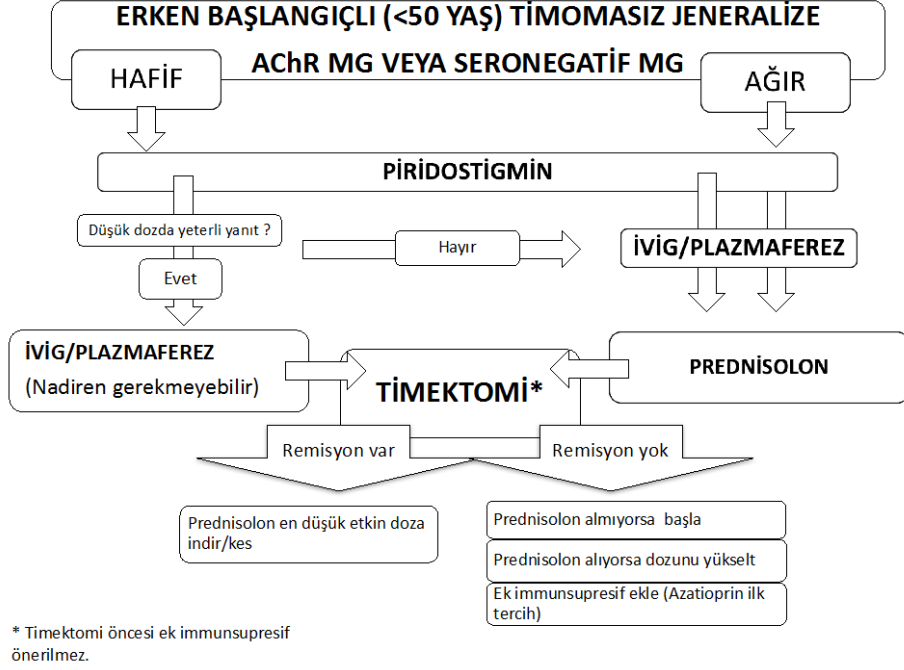 ERKEN BAŞLANGIÇLI (<50 YAŞ) TİMOMASIZ JENERALİZE
AChR MG VEYA SERONEGATİF MG
HAFİF
AĞIR
PİRİDOSTİGMİN
Düşük dozda yeterli yanıt ?
Hayır
İVİG/PLAZMAFEREZ
Evet
İVİG/PLAZMAFEREZ
(Nadiren gerekmeyebilir)
TİMEKTOMİ*
PREDNİSOLON
Remisyon var
Remisyon yok
Prednisolon en düşük etkin doza
indir/kes
Prednisolon almıyorsa başla
Prednisolon alıyorsa dozunu yükselt
Ek immunsupresif ekle (Azatioprin ilk
tercih)
* Timektomi öncesi ek immunsupresif
önerilmez.